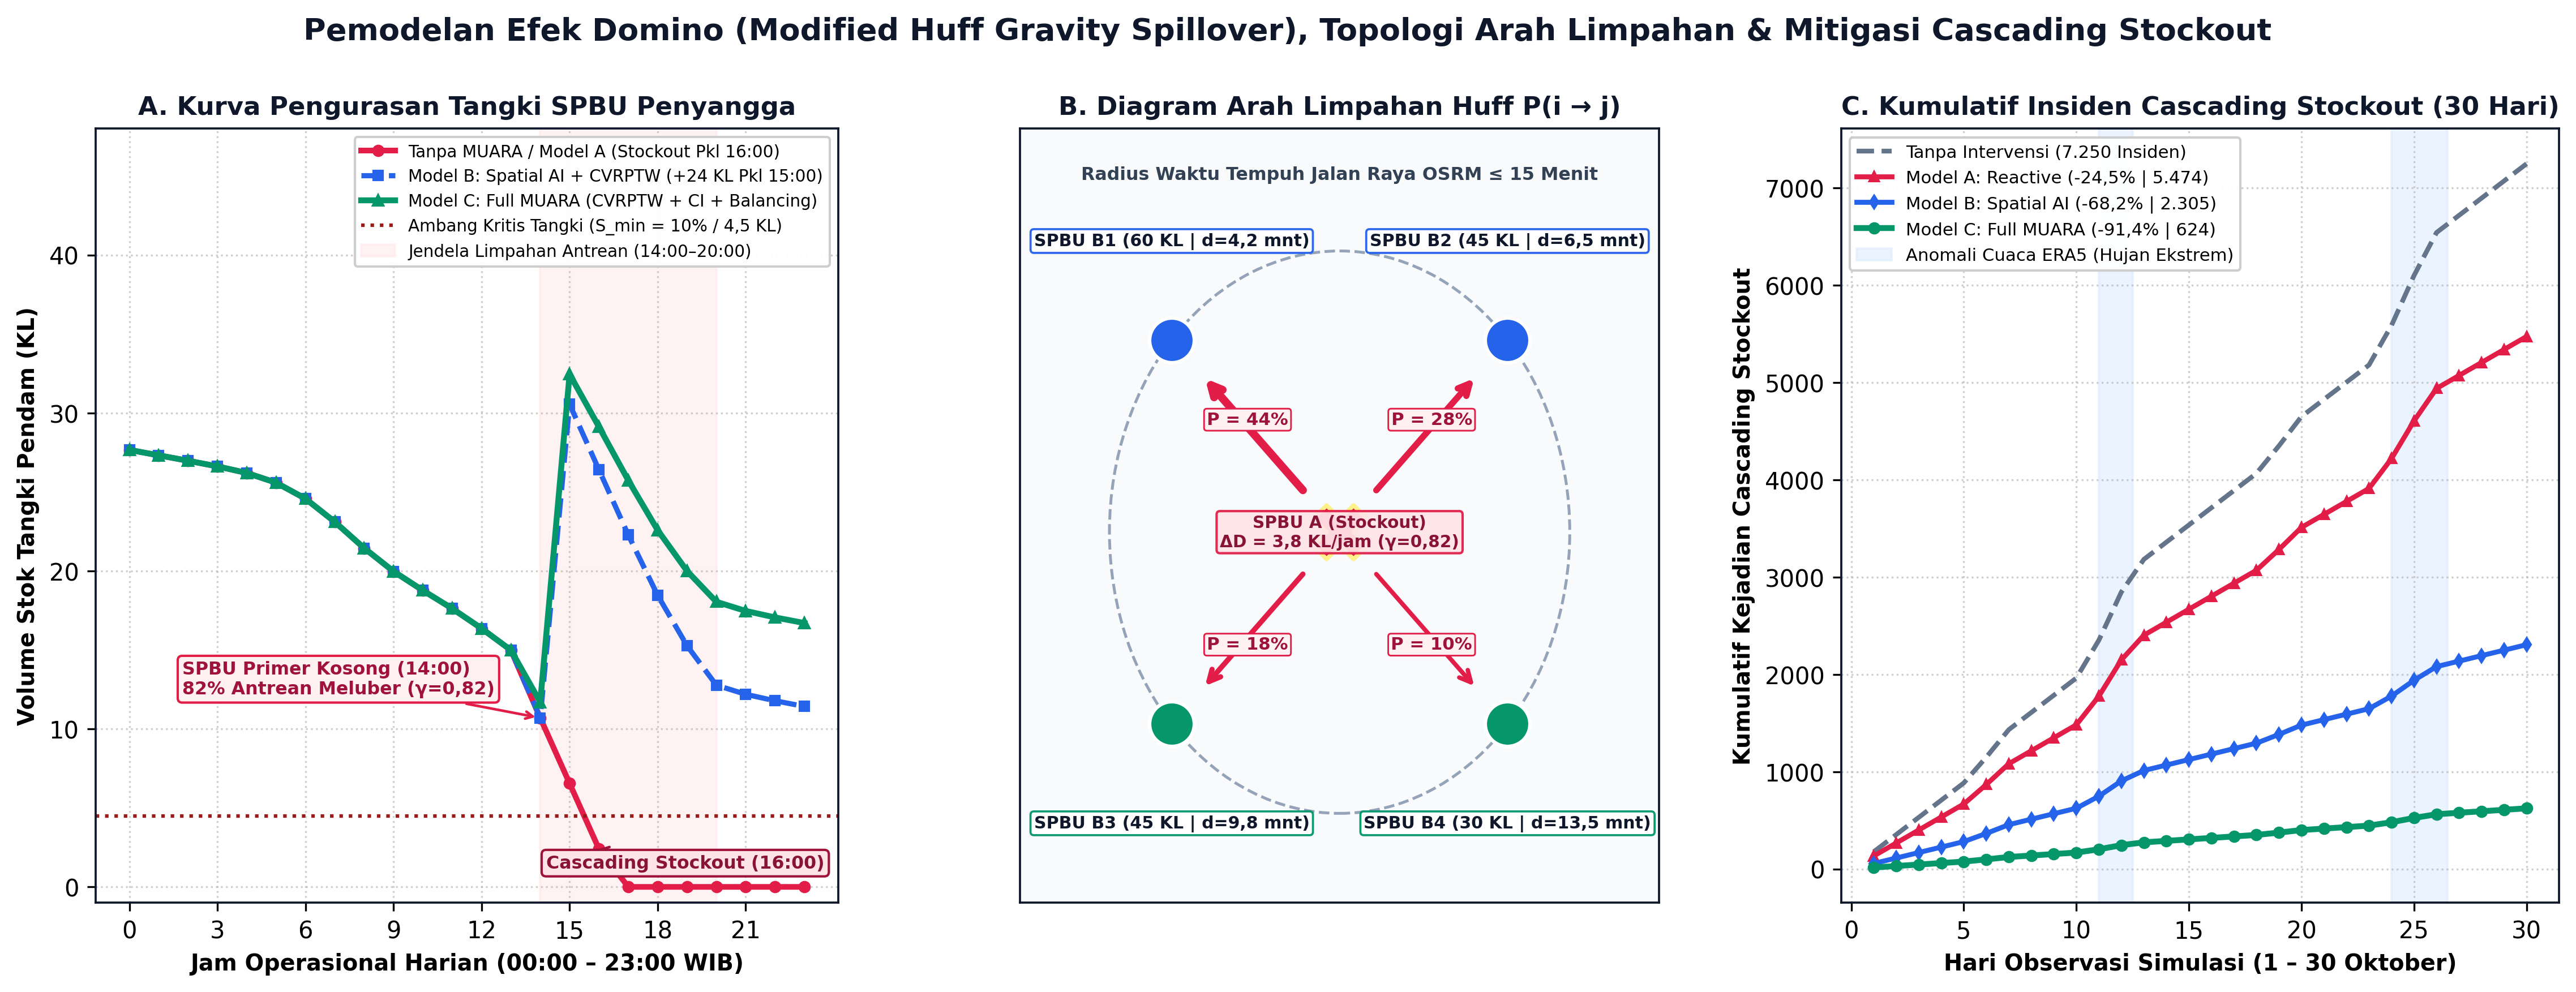 Pemodelan Efek Domino (Modified Huff Gravity Spillover), Topologi Arah Limpahan & Mitigasi Cascading Stockout
A. Kurva Pengurasan Tangki SPBU Penyangga
Tanpa MUARA / Model A (Stockout Pkl 16:00)
Model B: Spatial AI + CVRPTW (+24 KL Pkl 15:00)
Model C: Full MUARA (CVRPTW + CI + Balancing)
Ambang Kritis Tangki (S_min = 10% / 4,5 KL)
Jendela Limpahan Antrean (14:00–20:00)
Volume Stok Tangki Pendam (KL)
40
30
20
10
0
SPBU Primer Kosong (14:00)
82% Antrean Meluber (γ=0,82)
Cascading Stockout (16:00)
0 3 6 9 12 15 18 21
Jam Operasional Harian (00:00 – 23:00 WIB)
B. Diagram Arah Limpahan Huff P(i → j)
Radius Waktu Tempuh Jalan Raya OSRM ≤ 15 Menit
SPBU B1 (60 KL | d=4,2 mnt)
SPBU B2 (45 KL | d=6,5 mnt)
P = 44%
P = 28%
SPBU A (Stockout)
ΔD = 3,8 KL/jam (γ=0,82)
P = 18%
P = 10%
SPBU B3 (45 KL | d=9,8 mnt)
SPBU B4 (30 KL | d=13,5 mnt)
C. Kumulatif Insiden Cascading Stockout (30 Hari)
Tanpa Intervensi (7.250 Insiden)
Model A: Reactive (-24,5% | 5.474)
Model B: Spatial AI (-68,2% | 2.305)
Model C: Full MUARA (-91,4% | 624)
Anomali Cuaca ERA5 (Hujan Ekstrem)
Kumulatif Kejadian Cascading Stockout
7000
6000
5000
4000
3000
2000
1000
0
0 5 10 15 20 25 30
Hari Observasi Simulasi (1 – 30 Oktober)